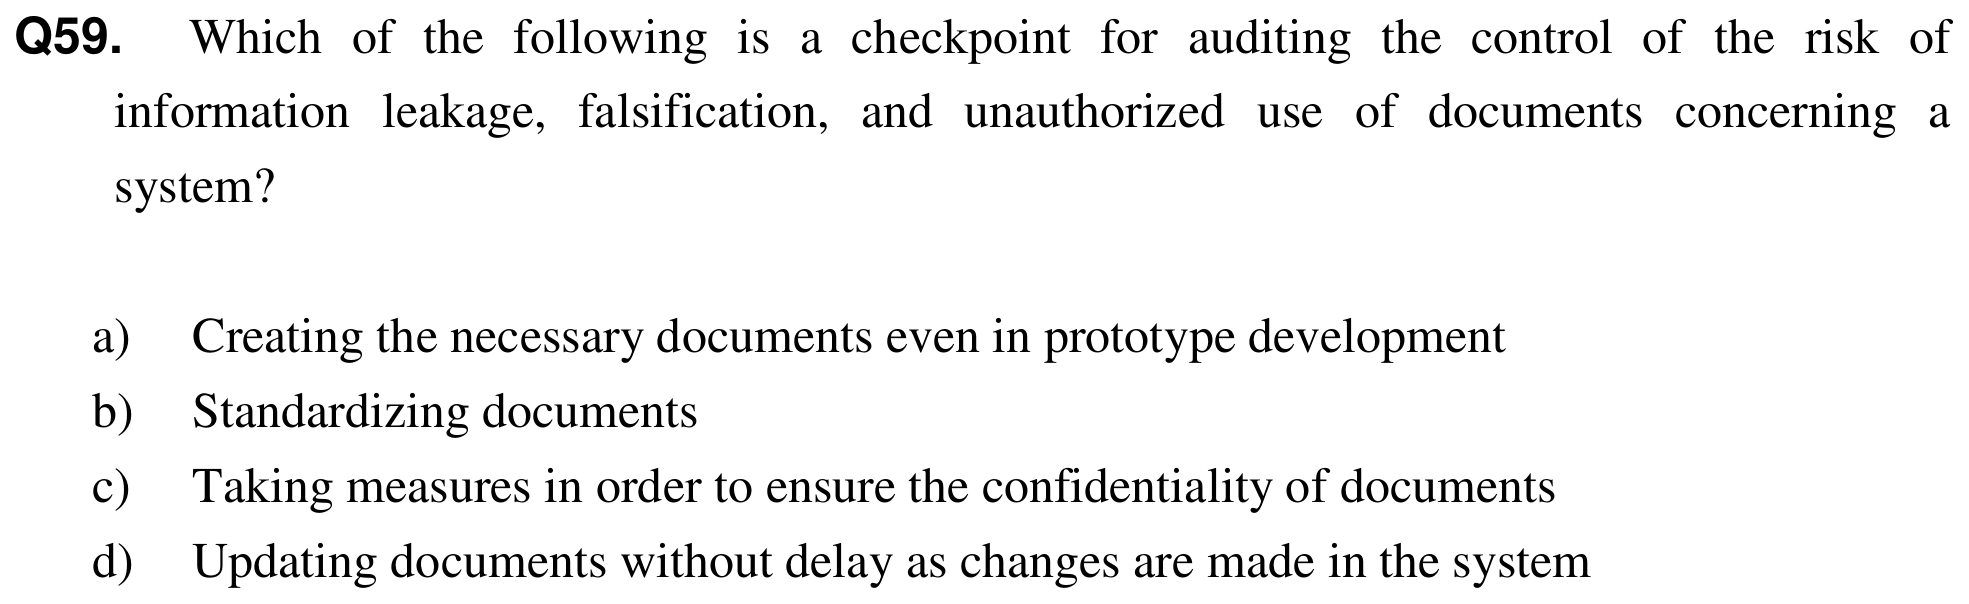 Q59. Which of the following is a checkpoint for auditing the control of the risk of
information leakage, falsification, and unauthorized use of documents concerning a
system?
a) Creating the necessary documents even in prototype development
b) Standardizing documents
c) Taking measures in order to ensure the confidentiality of documents
d) Updating documents without delay as changes are made in the system